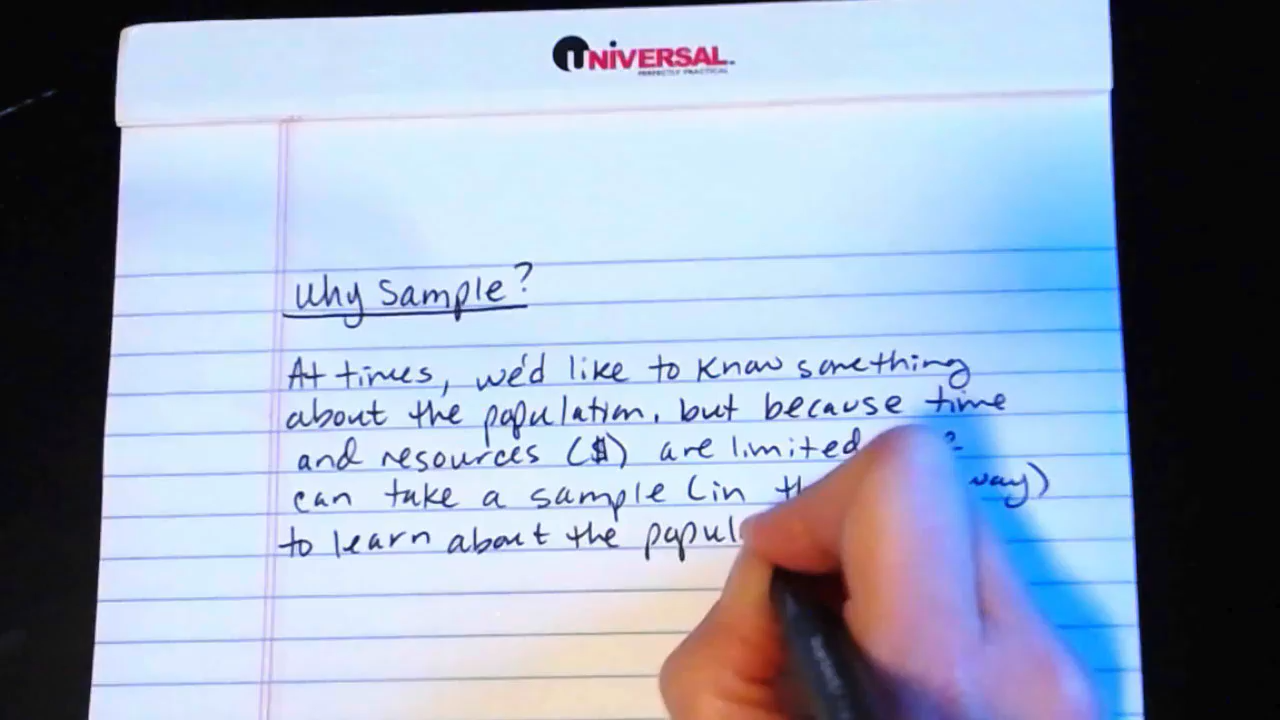 UNIVERSAL
PERFECTLY PRACTICAL
Why Sample?
At times, we'd like to know something
about the population, but because time
and resources ($) are limited
can take a sample (in way)
to learn about the popul